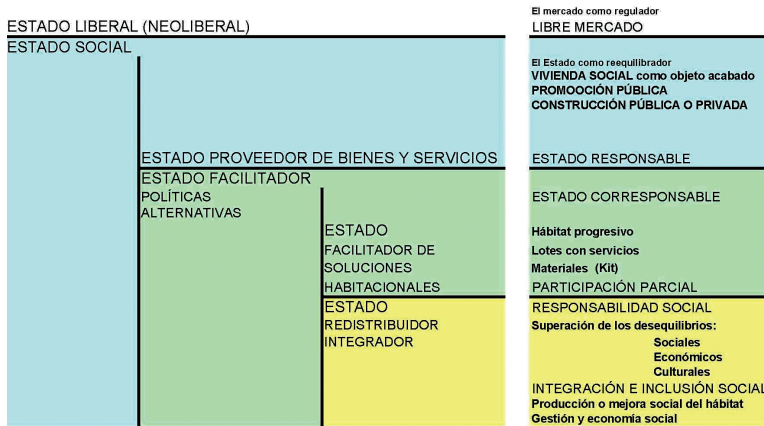 El mercado como regulador
ESTADO LIBERAL (NEOLIBERAL)
LIBRE MERCADO
ESTADO SOCIAL
El Estado como reequilibrador
VIVIENDA SOCIAL como objeto acabado
PROMOOCIÓN PÚBLICA
CONSTRUCCIÓN PÚBLICA O PRIVADA
ESTADO PROVEEDOR DE BIENES Y SERVICIOS
ESTADO RESPONSABLE
ESTADO FACILITADOR
POLÍTICAS
ALTERNATIVAS
ESTADO CORRESPONSABLE
ESTADO
FACILITADOR DE
SOLUCIONES
HABITACIONALES
Hábitat progresivo
Lotes con servicios
Materiales (Kit)
PARTICIPACIÓN PARCIAL
ESTADO
REDISTRIBUIDOR
INTEGRADOR
RESPONSABILIDAD SOCIAL
Superación de los desequilibrios:
Sociales
Económicos
Culturales
INTEGRACIÓN E INCLUSIÓN SOCIAL
Producción o mejora social del hábitat
Gestión y economía social